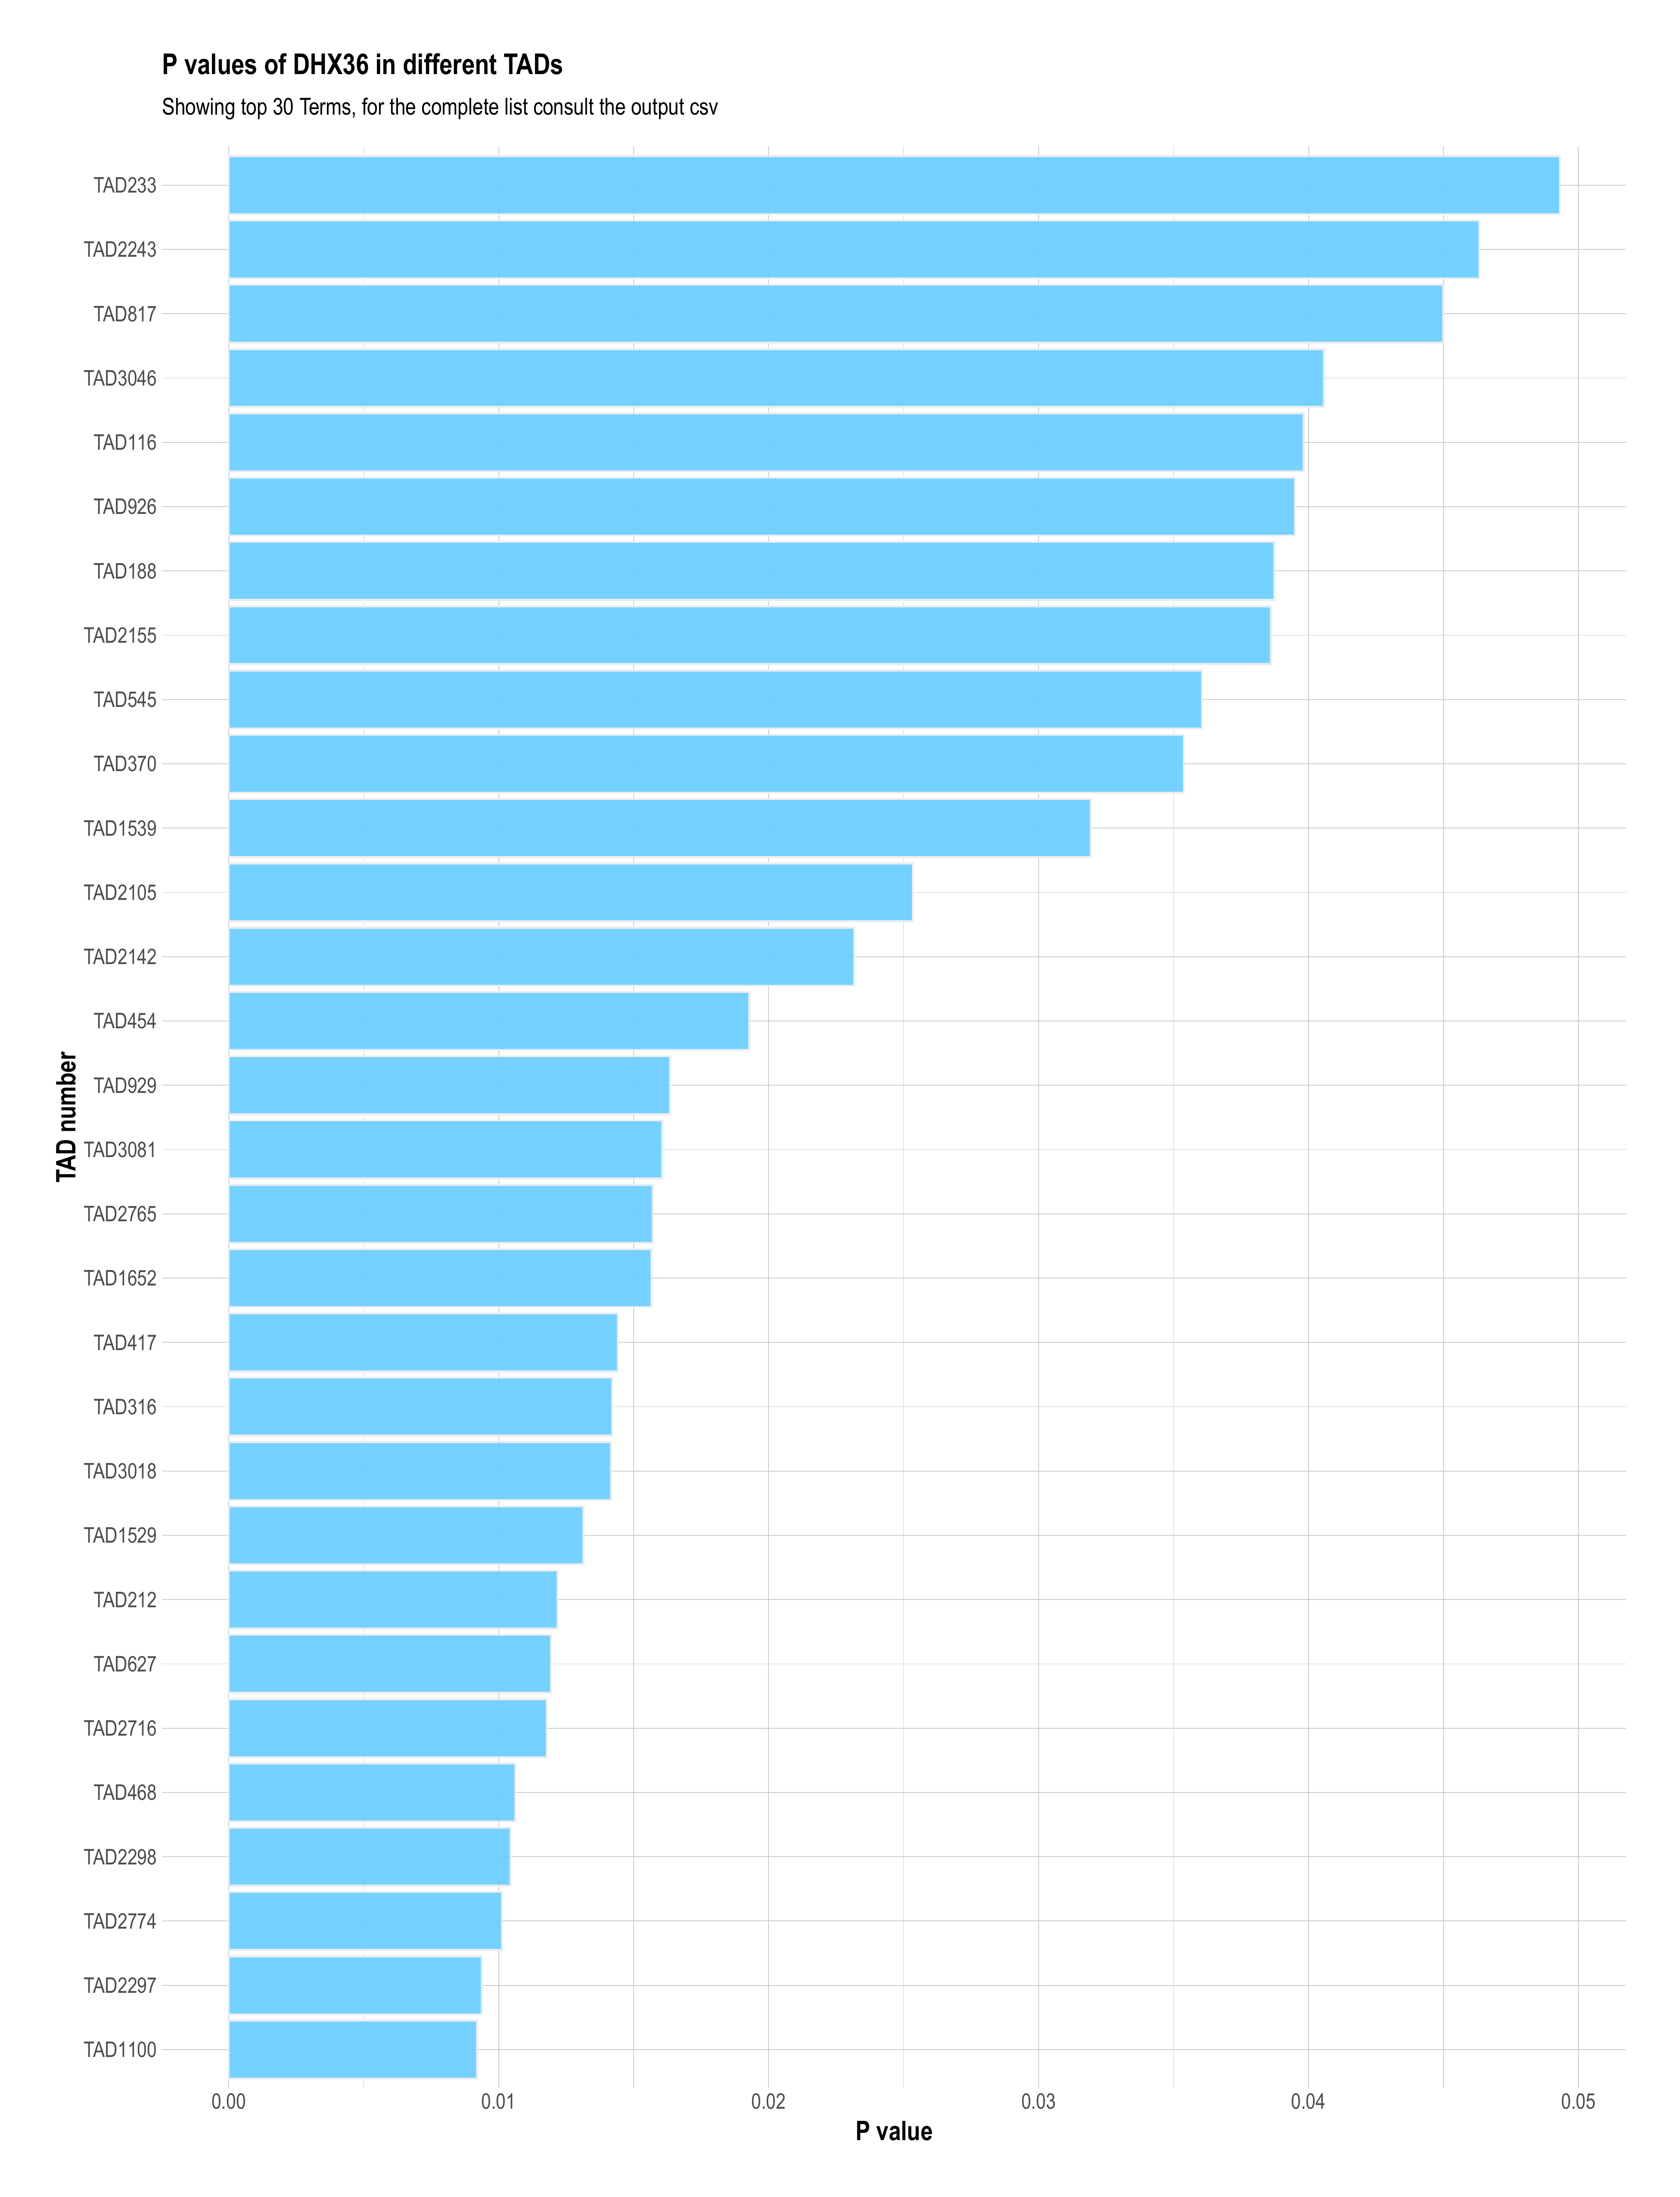 P values of DHX36 in different TADs
Showing top 30 Terms, for the complete list consult the output csv
TAD number
TAD233
TAD2243
TAD817
TAD3046
TAD116
TAD926
TAD188
TAD2155
TAD545
TAD370
TAD1539
TAD2105
TAD2142
TAD454
TAD929
TAD3081
TAD2765
TAD1652
TAD417
TAD316
TAD3018
TAD1529
TAD212
TAD627
TAD2716
TAD468
TAD2298
TAD2774
TAD2297
TAD1100
0.00 0.01 0.02 0.03 0.04 0.05
P value